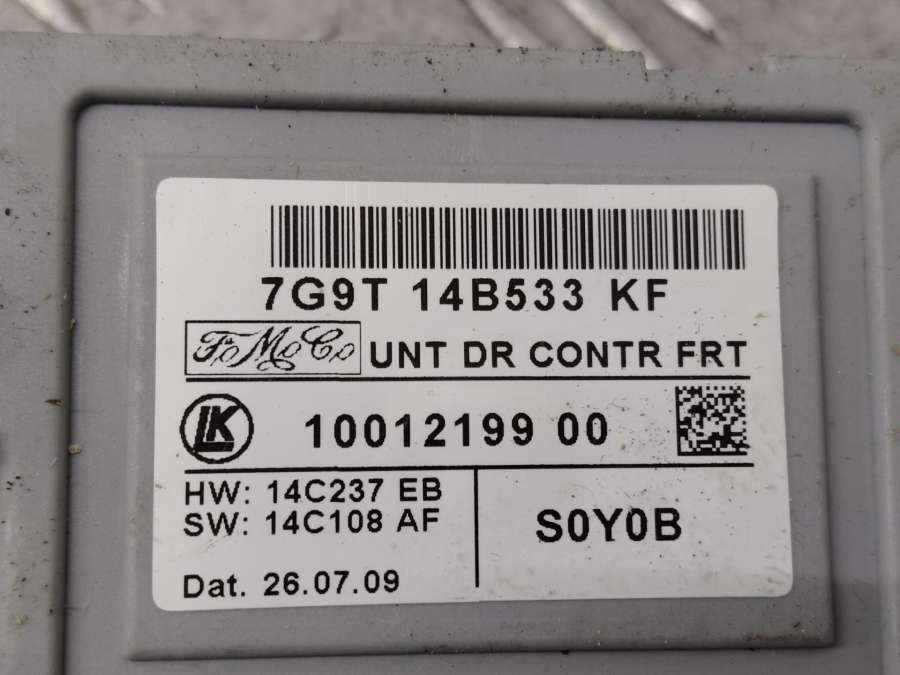 7G9T 14B533 KF
FoMoCo UNT DR CONTR FRT
LK 10012199 00
HW: 14C237 EB
SW: 14C108 AF
S0Y0B
Dat. 26.07.09